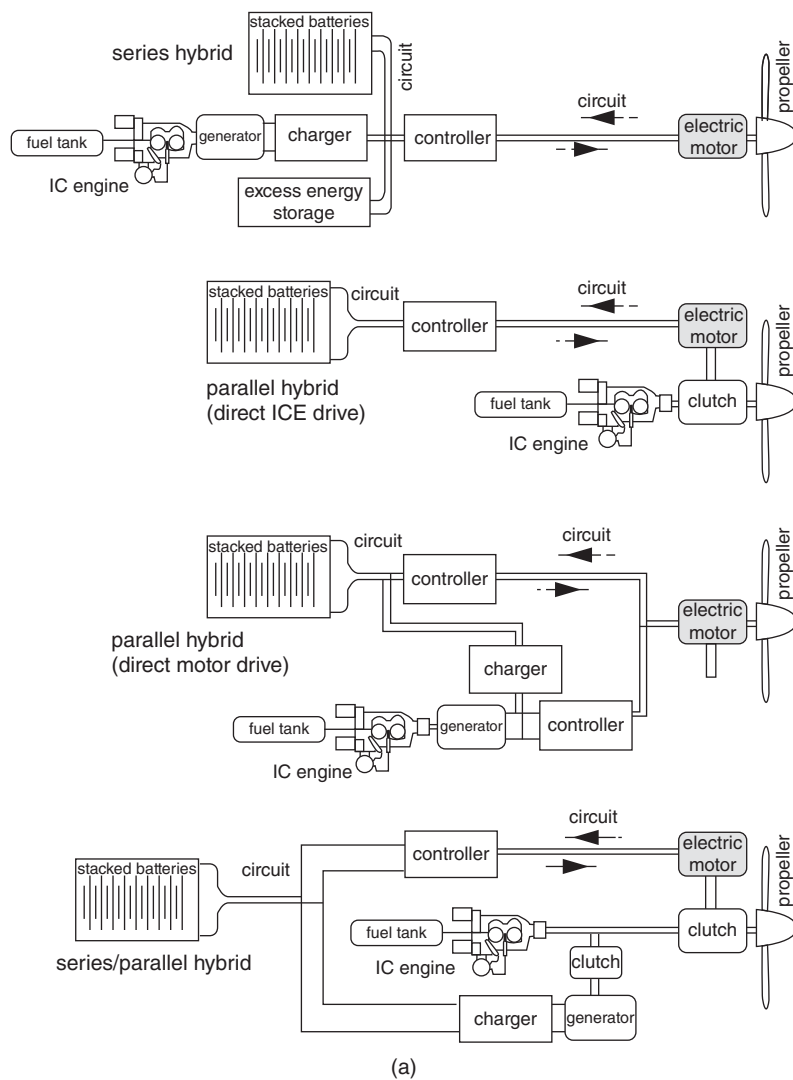 stacked batteries
series hybrid
circuit
propeller
circuit
fuel tank
generator
charger
controller
electric
motor
IC engine
excess energy
storage
stacked batteries
circuit
circuit
propeller
controller
electric
motor
parallel hybrid
(direct ICE drive)
fuel tank
clutch
IC engine
stacked batteries
circuit
circuit
propeller
controller
electric
motor
parallel hybrid
(direct motor drive)
charger
fuel tank
generator
controller
IC engine
circuit
propeller
stacked batteries
circuit
controller
electric
motor
fuel tank
clutch
series/parallel hybrid
IC engine
clutch
charger
generator
(a)